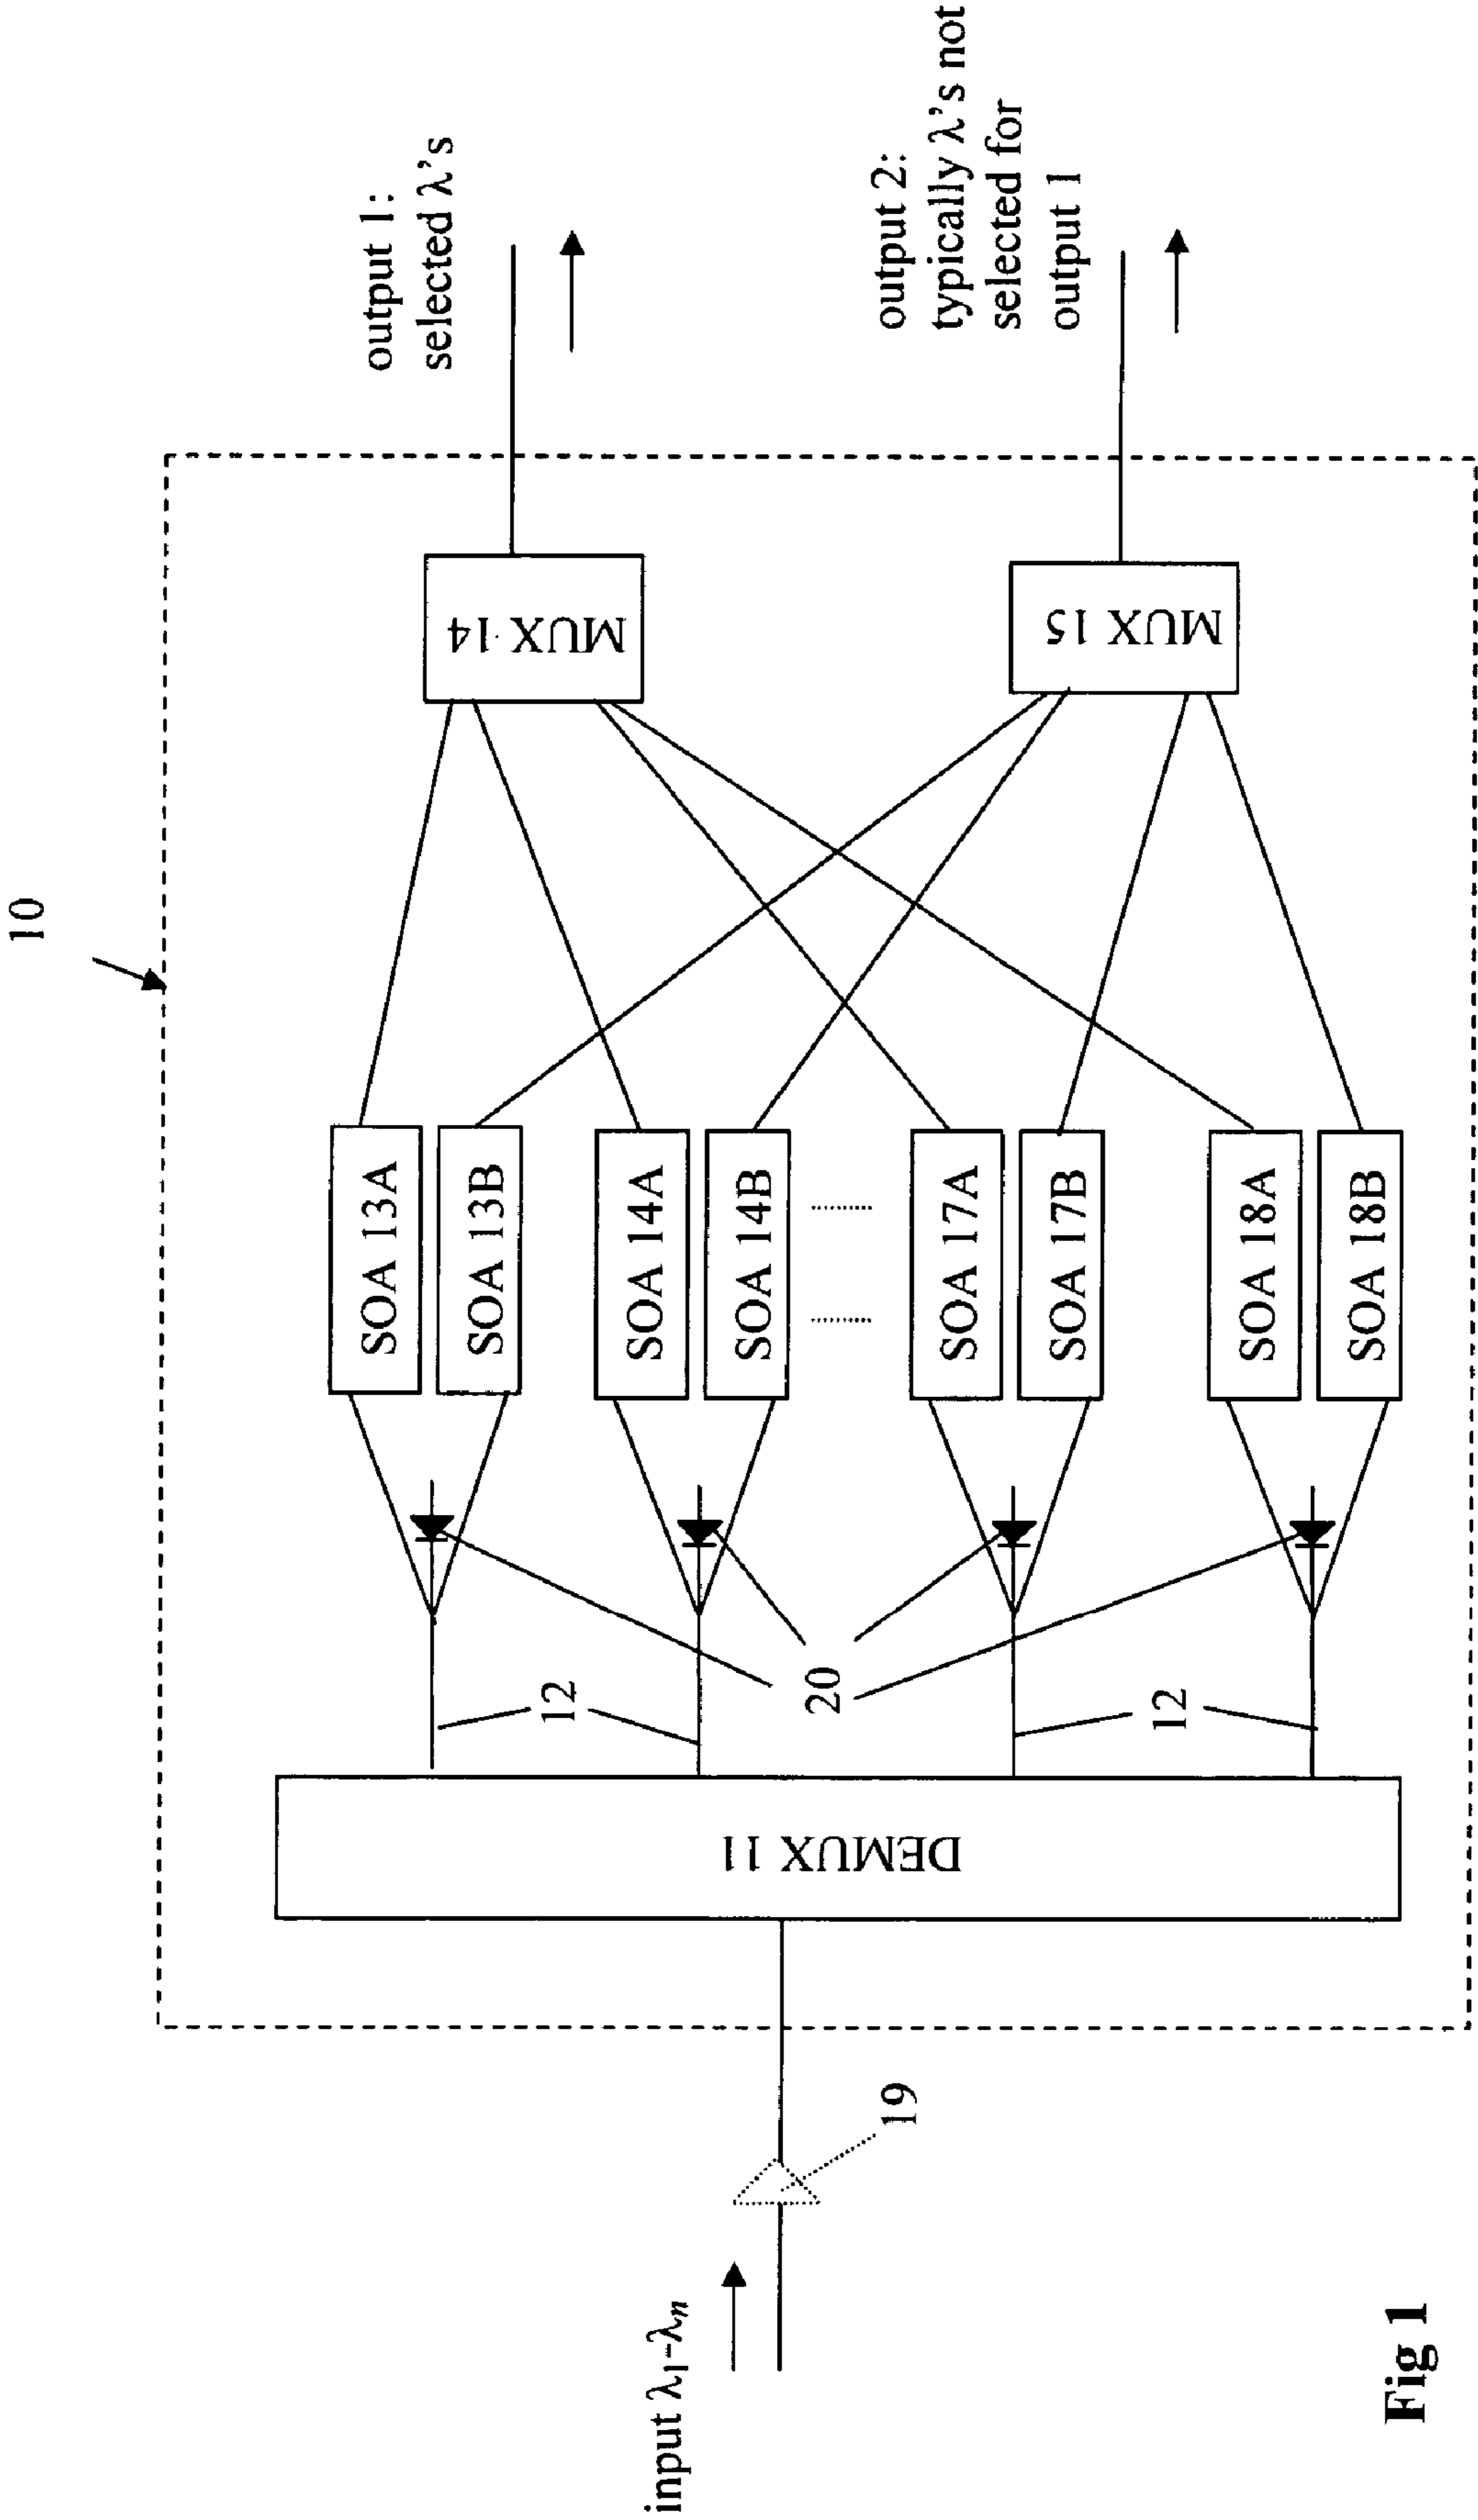 10
input λ1-λn
19
DEMUX 11
12
12
20
SOA 13A
SOA 13B
SOA 14A
SOA 14B
SOA 17A
SOA 17B
SOA 18A
SOA 18B
MUX 14
MUX 15
output 1:
selected λ's
output 2:
typically λ's not
selected for
output 1
Fig 1